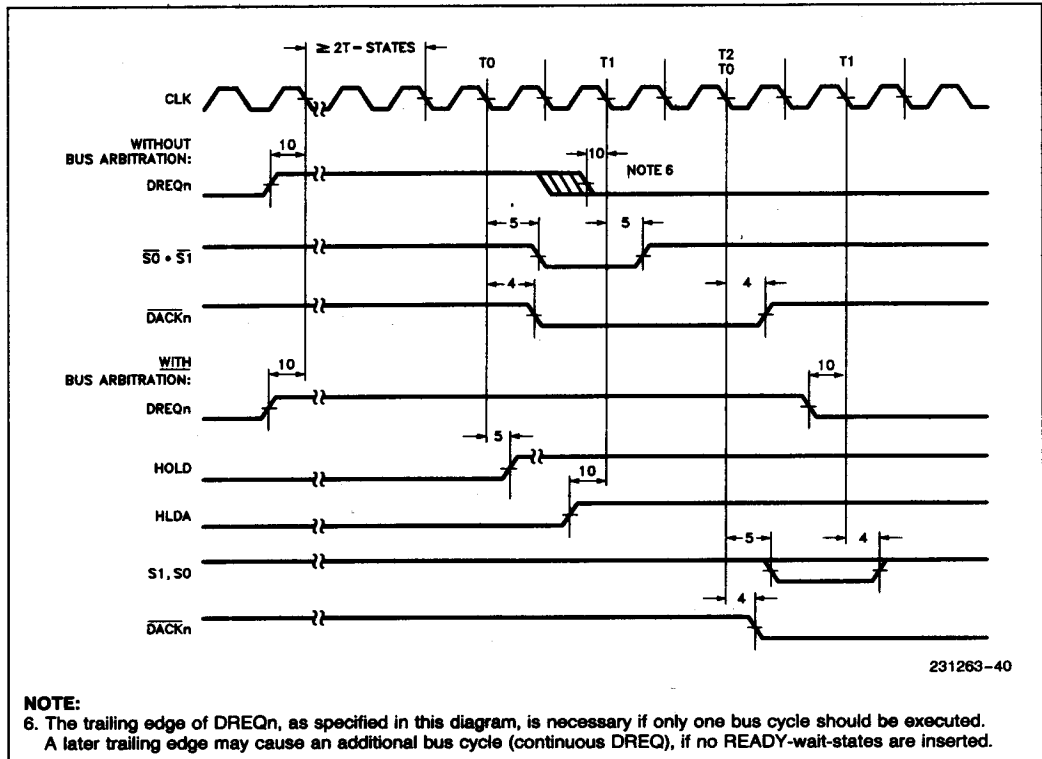 ≥ 2T – STATES
T0 T1 T2 T0 T1
CLK
WITHOUT
BUS ARBITRATION:
10
DREQn
10
NOTE 6
S0 • S1
5
5
DACKn
4
4
WITH
BUS ARBITRATION:
10
10
DREQn
5
HOLD
10
HLDA
5
4
S1, S0
4
DACKn
231263–40
NOTE:
6. The trailing edge of DREQn, as specified in this diagram, is necessary if only one bus cycle should be executed.
A later trailing edge may cause an additional bus cycle (continuous DREQ), if no READY-wait-states are inserted.